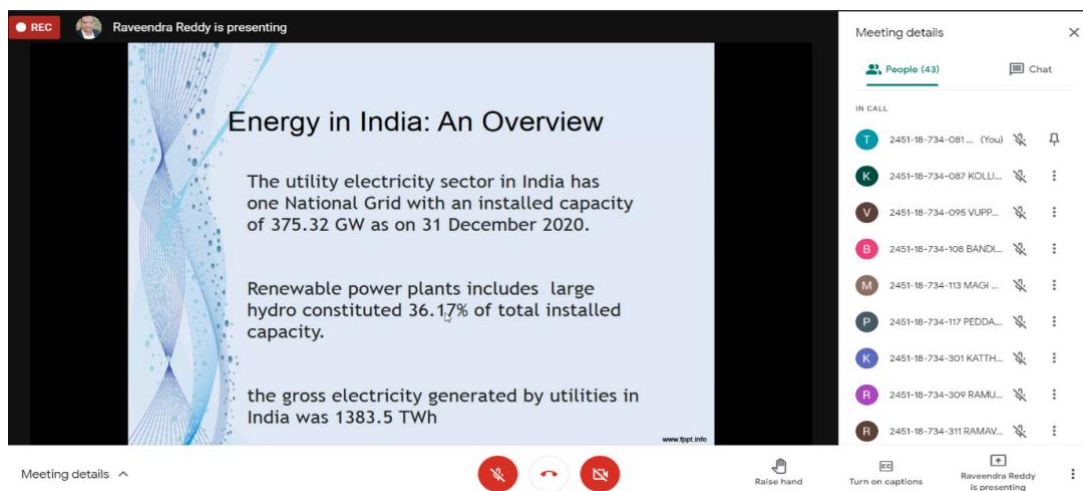 REC
Raveendra Reddy is presenting
Energy in India: An Overview
The utility electricity sector in India has
one National Grid with an installed capacity
of 375.32 GW as on 31 December 2020.
Renewable power plants includes large
hydro constituted 36.17% of total installed
capacity.
the gross electricity generated by utilities in
India was 1383.5 TWh
www.fppt.info
Meeting details
People (43)
Chat
IN CALL
T 2451-18-734-081 ... (You)
K 2451-18-734-087 KOLLI...
V 2451-18-734-095 VUPP...
B 2451-18-734-108 BANDI...
M 2451-18-734-113 MAGI ...
P 2451-18-734-117 PEDDA...
K 2451-18-734-301 KATTH...
R 2451-18-734-309 RAMU...
R 2451-18-734-311 RAMAV...
Meeting details
Raise hand
CC
Turn on captions
Raveendra Reddy
is presenting